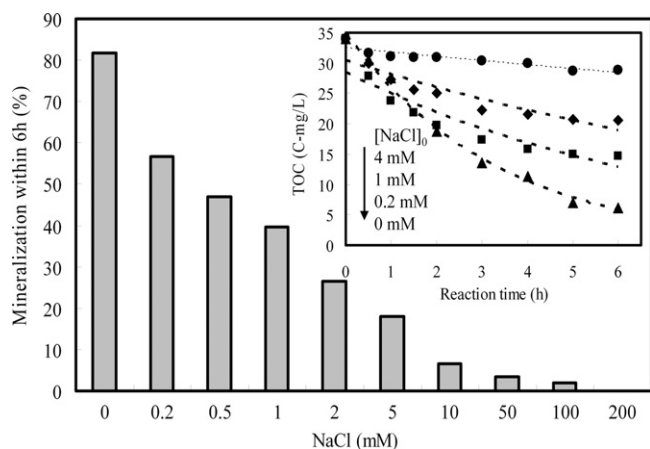 90
80
70
60
50
40
30
20
10
0
Mineralization within 6h (%)
0 0.2 0.5 1 2 5 10 50 100 200
NaCl (mM)
35
30
25
20
15
10
5
0
TOC (C-mg/L)
[NaCl]0
4 mM
1 mM
0.2 mM
0 mM
0 1 2 3 4 5 6
Reaction time (h)